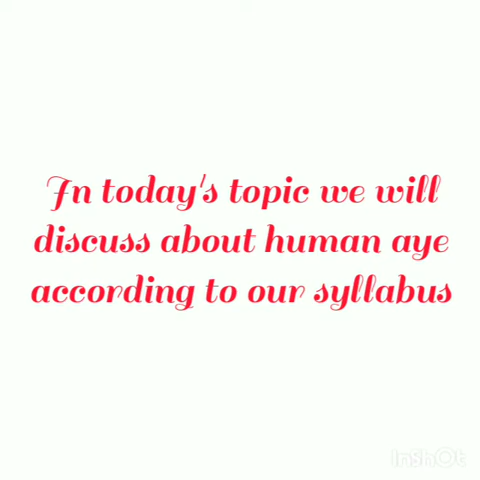 In today's topic we will
discuss about human aye
according to our syllabus
InShOt